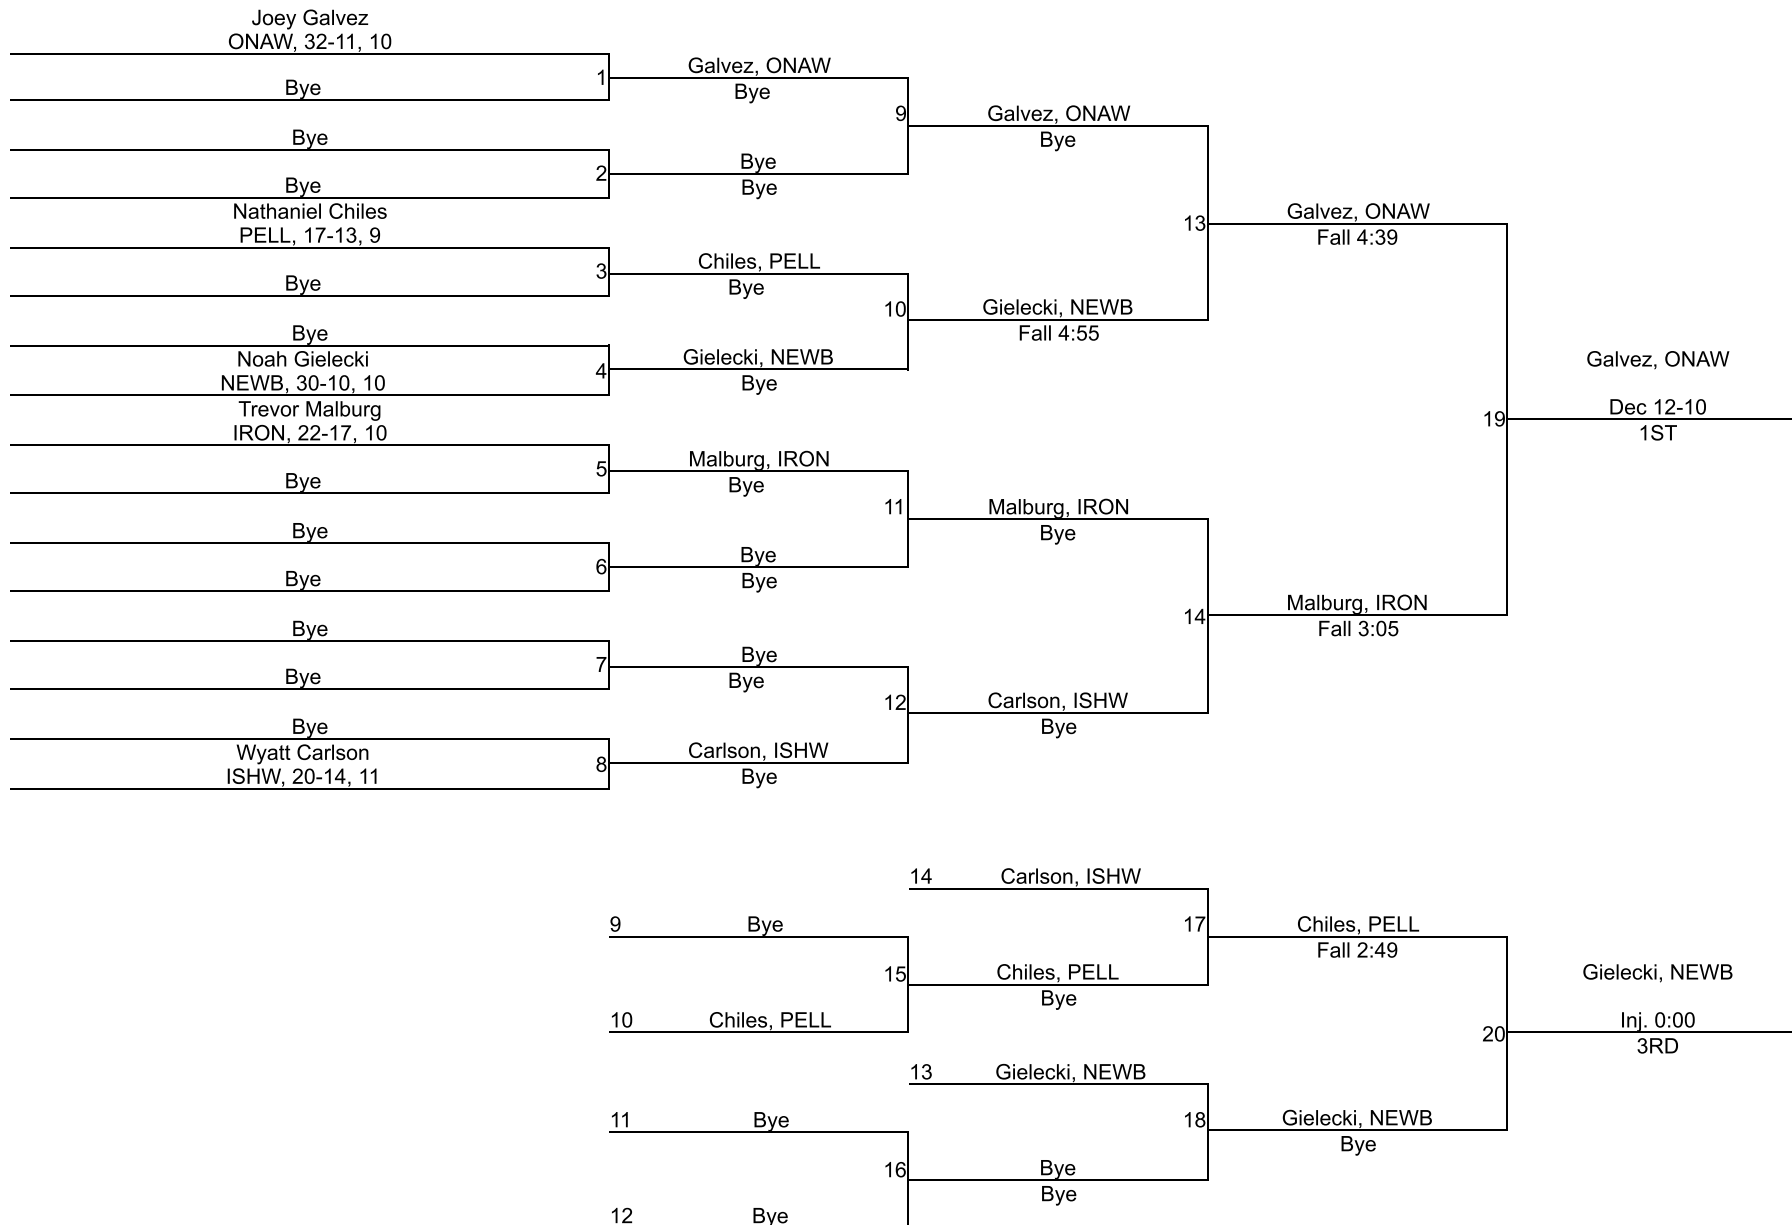 Joey Galvez
ONAW, 32-11, 10
Bye
1
Bye
Bye
2
Nathaniel Chiles
PELL, 17-13, 9
Bye
3
Bye
Noah Gielecki
NEWB, 30-10, 10
4
Trevor Malburg
IRON, 22-17, 10
Bye
5
Bye
Bye
6
Bye
Bye
7
Bye
Wyatt Carlson
ISHW, 20-14, 11
8
Galvez, ONAW
Bye
9
Bye
Bye
Chiles, PELL
Bye
10
Gielecki, NEWB
Bye
Malburg, IRON
Bye
11
Bye
Bye
Bye
Bye
12
Carlson, ISHW
Bye
Galvez, ONAW
Bye
13
Gielecki, NEWB
Fall 4:55
Malburg, IRON
Bye
14
Carlson, ISHW
Bye
Galvez, ONAW
Fall 4:39
19
Malburg, IRON
Fall 3:05
Galvez, ONAW
Dec 12-10
1ST
14 Carlson, ISHW
9 Bye
15
10 Chiles, PELL
Chiles, PELL
Bye
17
Chiles, PELL
Fall 2:49
13 Gielecki, NEWB
11 Bye
16
12 Bye
Bye
Bye
18
Gielecki, NEWB
Bye
20
Gielecki, NEWB
Inj. 0:00
3RD